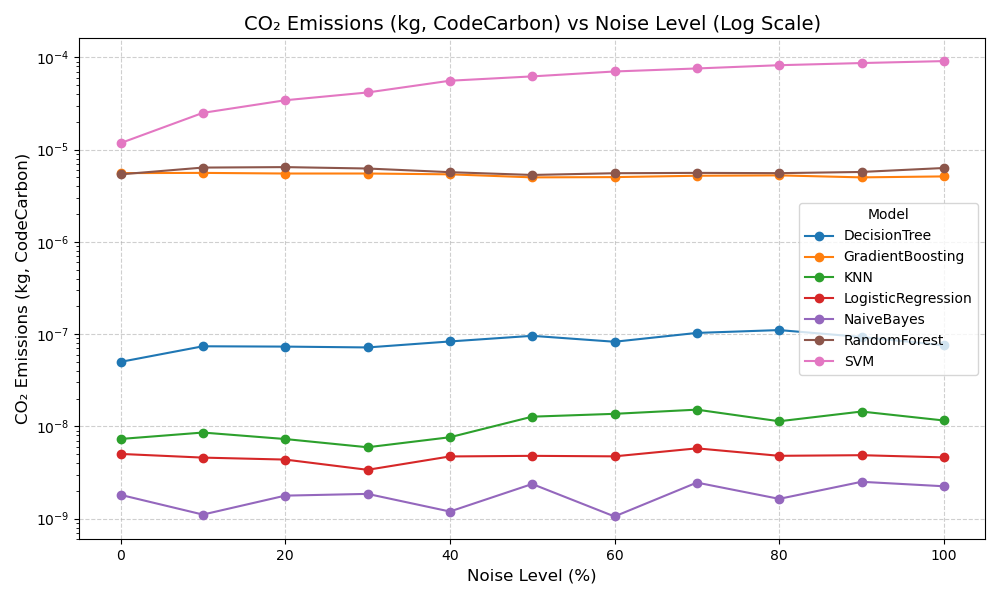 CO₂ Emissions (kg, CodeCarbon) vs Noise Level (Log Scale)
CO₂ Emissions (kg, CodeCarbon)
10⁻⁴
10⁻⁵
10⁻⁶
10⁻⁷
10⁻⁸
10⁻⁹
Model
DecisionTree
GradientBoosting
KNN
LogisticRegression
NaiveBayes
RandomForest
SVM
0 20 40 60 80 100
Noise Level (%)